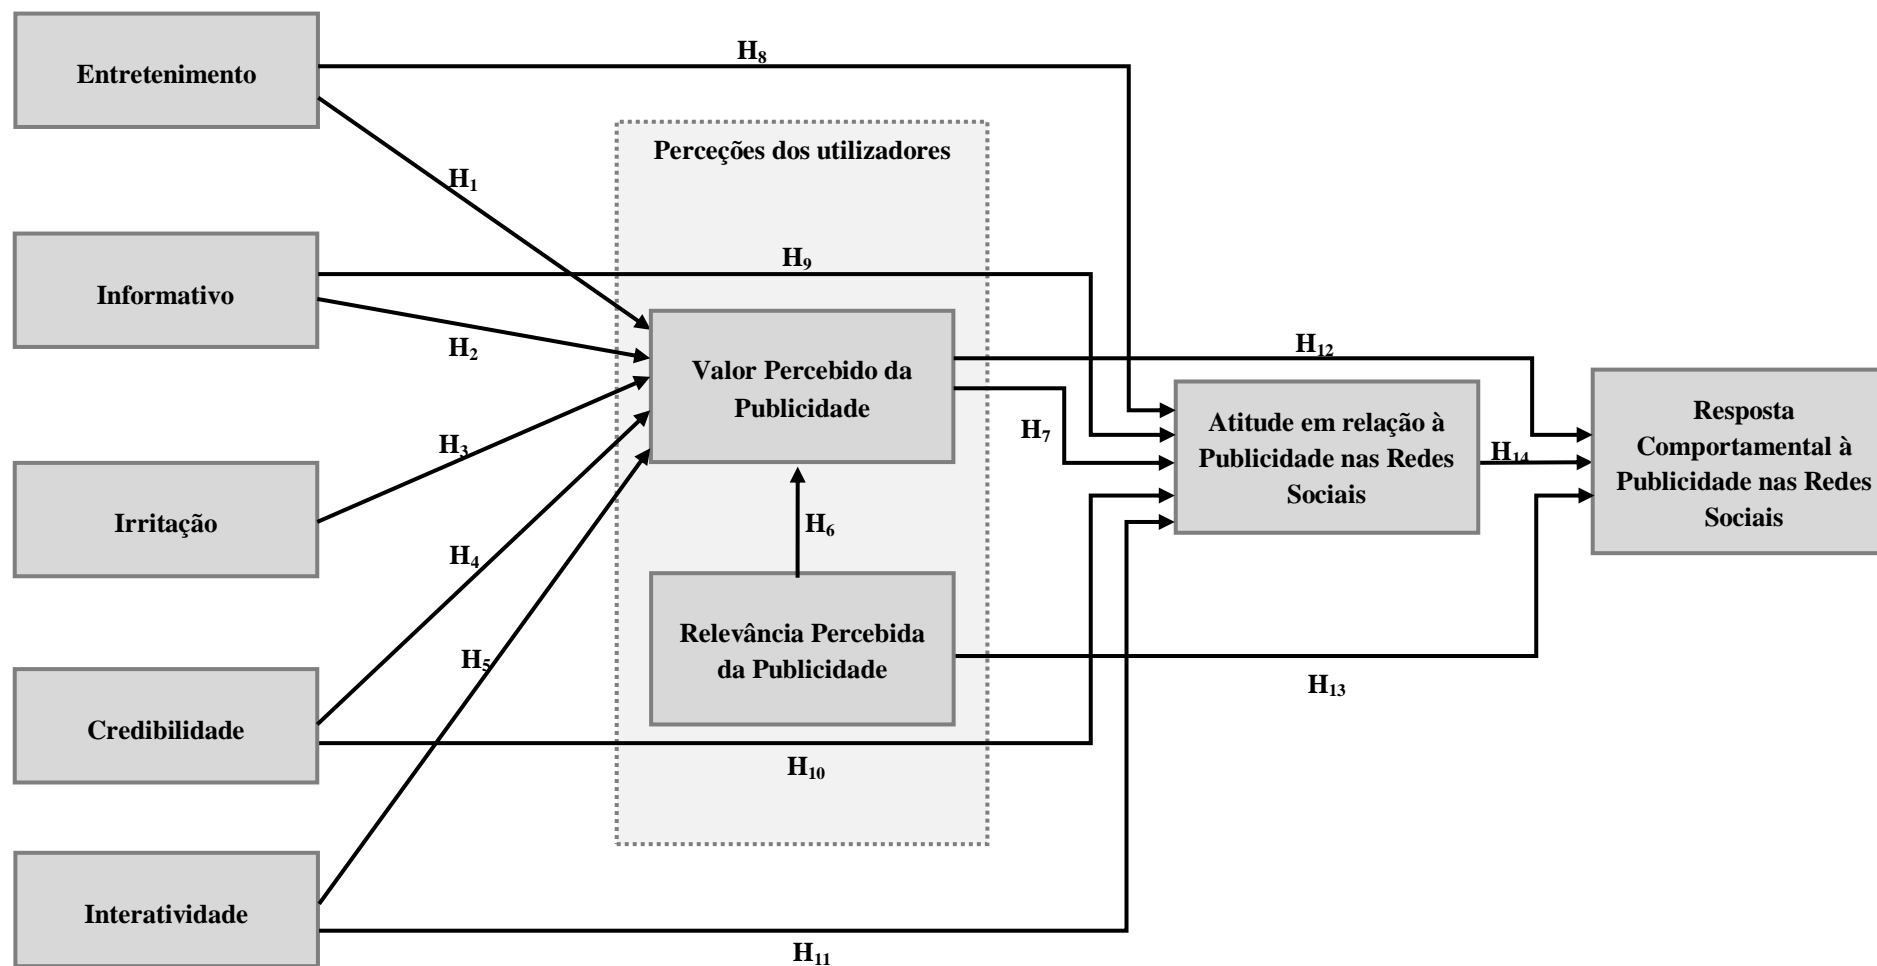 H₈
Entretenimento
Perceções dos utilizadores
H₁
H₉
Informativo
H₂
Valor Percebido da
Publicidade
H₁₂
H₇
Atitude em relação à
Publicidade nas Redes
Sociais
H₁₄
Resposta
Comportamental à
Publicidade nas Redes
Sociais
H₃
Irritação
H₆
H₄
Relevância Percebida
da Publicidade
H₅
H₁₃
Credibilidade
H₁₀
Interatividade
H₁₁